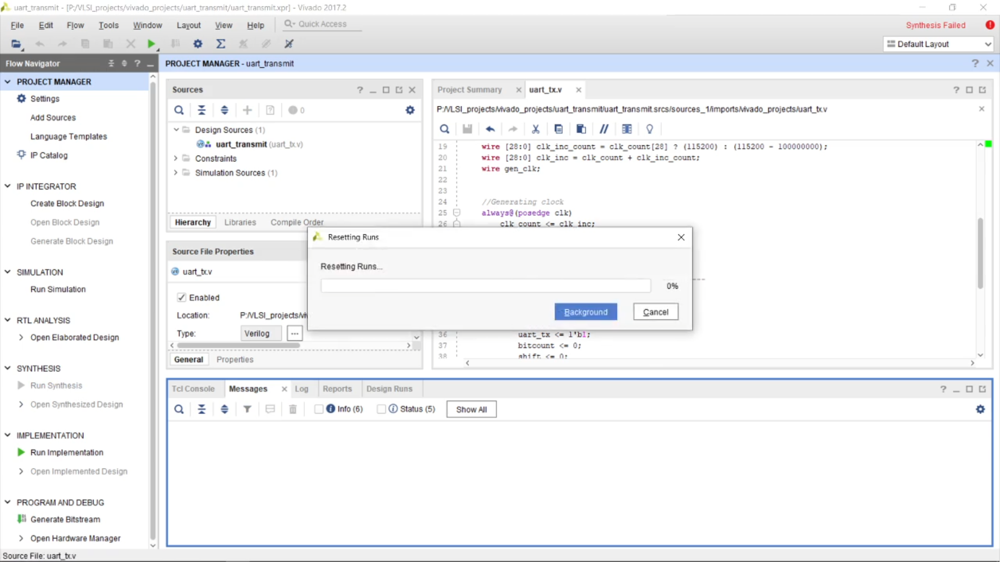 uart_transmit - [P:/VLSI_projects/vivado_projects/uart_transmit/uart_transmit.xpr] - Vivado 2017.2
File Edit Flow Tools Window Layout View Help Quick Access
Synthesis Failed
Default Layout
Flow Navigator
PROJECT MANAGER - uart_transmit
PROJECT MANAGER
Settings
Add Sources
Language Templates
IP Catalog
IP INTEGRATOR
Create Block Design
Open Block Design
Generate Block Design
SIMULATION
Run Simulation
RTL ANALYSIS
Open Elaborated Design
SYNTHESIS
Run Synthesis
Open Synthesized Design
IMPLEMENTATION
Run Implementation
Open Implemented Design
PROGRAM AND DEBUG
Generate Bitstream
Open Hardware Manager
Sources
0
Design Sources (1)
uart_transmit (uart_tx.v)
Constraints
Simulation Sources (1)
Hierarchy Libraries Compile Order
Source File Properties
uart_tx.v
Enabled
Location: P:/VLSI_projects/vi
Type: Verilog ...
General Properties
Project Summary uart_tx.v
P:/VLSI_projects/vivado_projects/uart_transmit/uart_transmit.srcs/sources_1/imports/vivado_projects/uart_tx.v
19 wire [28:0] clk_inc_count = clk_count[28] ? (115200) : (115200 - 100000000);
20 wire [28:0] clk_inc = clk_count + clk_inc_count;
21 wire gen_clk;
22
23
24 //Generating clock
25 always@(posedge clk)
26 clk_count <= clk_inc;
36 uart_tx <= 1'b1;
37 bitcount <= 0;
38 shift <= 0;
Resetting Runs
Resetting Runs...
0%
Background Cancel
Tcl Console Messages Log Reports Design Runs
Info (6) Status (5) Show All
Source File: uart_tx.v